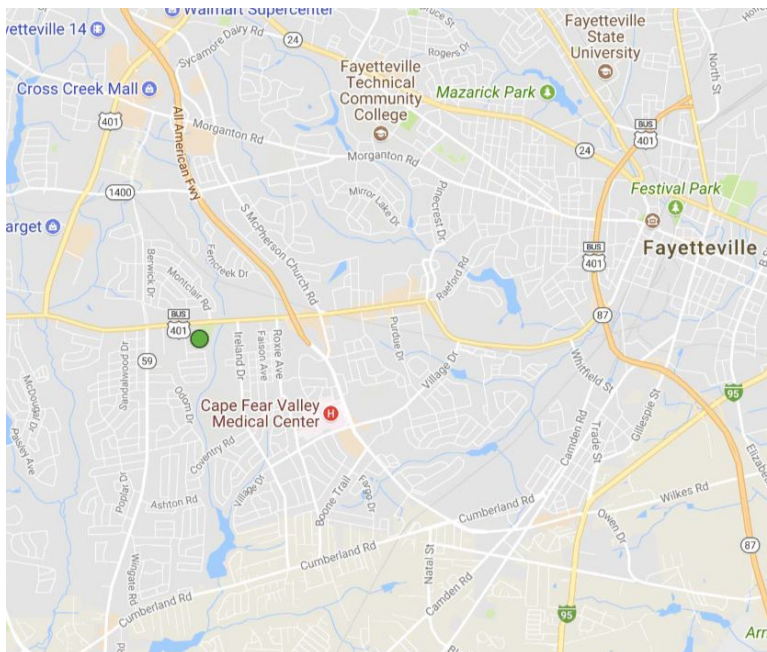 Walmart Supercenter
yetteville 14
Sycamore Dairy Rd
24
Bruce St
Rogers Dr
Fayetteville
State
University
North St
Cross Creek Mall
Fayetteville
Technical
Community
College
Mazarick Park
401
All American Fwy
Morganton Rd
BUS
401
Morganton Rd
24
1400
Mirror Lake Dr
Pinecrest Dr
Festival Park
S McPherson Church Rd
arget
Fayetteville
Berwick Dr
Ferncreek Dr
BUS
401
Montclair Rd
Raeford Rd
BUS
401
87
Sandalwood Dr
59
Ireland Dr
Roxie Ave
Faison Ave
Purdue Dr
Village Dr
Whitfield St
McDougal Dr
Odom Dr
95
Cape Fear Valley
Medical Center
Gillespie St
Camden Rd
Trade St
Paisley Ave
Coventry Rd
Elizabe
Poplar Dr
Village Dr
Boone Trail
Fargo Dr
Ashton Rd
Wilkes Rd
Cumberland Rd
Owen Dr
Cumberland Rd
Natal St
87
Wingate Rd
Camden Rd
Cumberland Rd
95
Arr